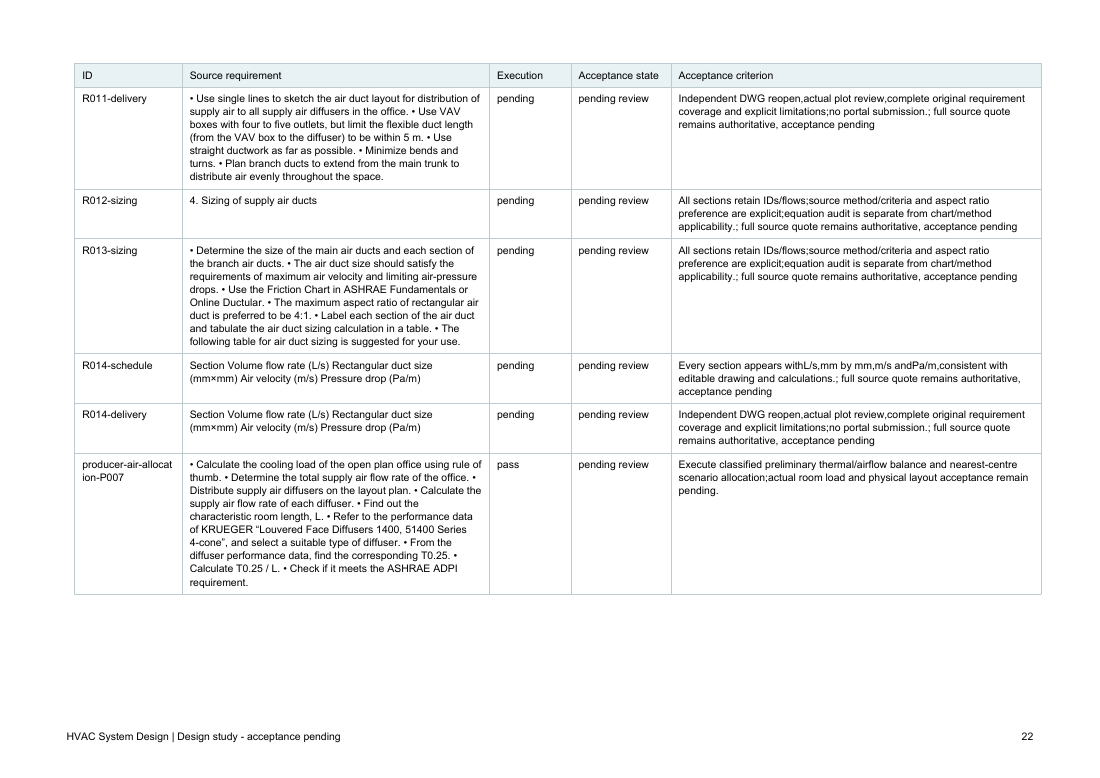 ID Source requirement Execution Acceptance state Acceptance criterion
R011-delivery
• Use single lines to sketch the air duct layout for distribution of
supply air to all supply air diffusers in the office. • Use VAV
boxes with four to five outlets, but limit the flexible duct length
(from the VAV box to the diffuser) to be within 5 m. • Use
straight ductwork as far as possible. • Minimize bends and
turns. • Plan branch ducts to extend from the main trunk to
distribute air evenly throughout the space.
pending
pending review
Independent DWG reopen,actual plot review,complete original requirement
coverage and explicit limitations;no portal submission.; full source quote
remains authoritative, acceptance pending
R012-sizing
4. Sizing of supply air ducts
pending
pending review
All sections retain IDs/flows;source method/criteria and aspect ratio
preference are explicit;equation audit is separate from chart/method
applicability.; full source quote remains authoritative, acceptance pending
R013-sizing
• Determine the size of the main air ducts and each section of
the branch air ducts. • The air duct size should satisfy the
requirements of maximum air velocity and limiting air-pressure
drops. • Use the Friction Chart in ASHRAE Fundamentals or
Online Ductular. • The maximum aspect ratio of rectangular air
duct is preferred to be 4:1. • Label each section of the air duct
and tabulate the air duct sizing calculation in a table. • The
following table for air duct sizing is suggested for your use.
pending
pending review
All sections retain IDs/flows;source method/criteria and aspect ratio
preference are explicit;equation audit is separate from chart/method
applicability.; full source quote remains authoritative, acceptance pending
R014-schedule
Section Volume flow rate (L/s) Rectangular duct size
(mm×mm) Air velocity (m/s) Pressure drop (Pa/m)
pending
pending review
Every section appears withL/s,mm by mm,m/s andPa/m,consistent with
editable drawing and calculations.; full source quote remains authoritative,
acceptance pending
R014-delivery
Section Volume flow rate (L/s) Rectangular duct size
(mm×mm) Air velocity (m/s) Pressure drop (Pa/m)
pending
pending review
Independent DWG reopen,actual plot review,complete original requirement
coverage and explicit limitations;no portal submission.; full source quote
remains authoritative, acceptance pending
producer-air-allocat
ion-P007
• Calculate the cooling load of the open plan office using rule of
thumb. • Determine the total supply air flow rate of the office. •
Distribute supply air diffusers on the layout plan. • Calculate the
supply air flow rate of each diffuser. • Find out the
characteristic room length, L. • Refer to the performance data
of KRUEGER “Louvered Face Diffusers 1400, 51400 Series
4-cone”, and select a suitable type of diffuser. • From the
diffuser performance data, find the corresponding T0.25. •
Calculate T0.25 / L. • Check if it meets the ASHRAE ADPI
requirement.
pass
pending review
Execute classified preliminary thermal/airflow balance and nearest-centre
scenario allocation;actual room load and physical layout acceptance remain
pending.
HVAC System Design | Design study - acceptance pending 22